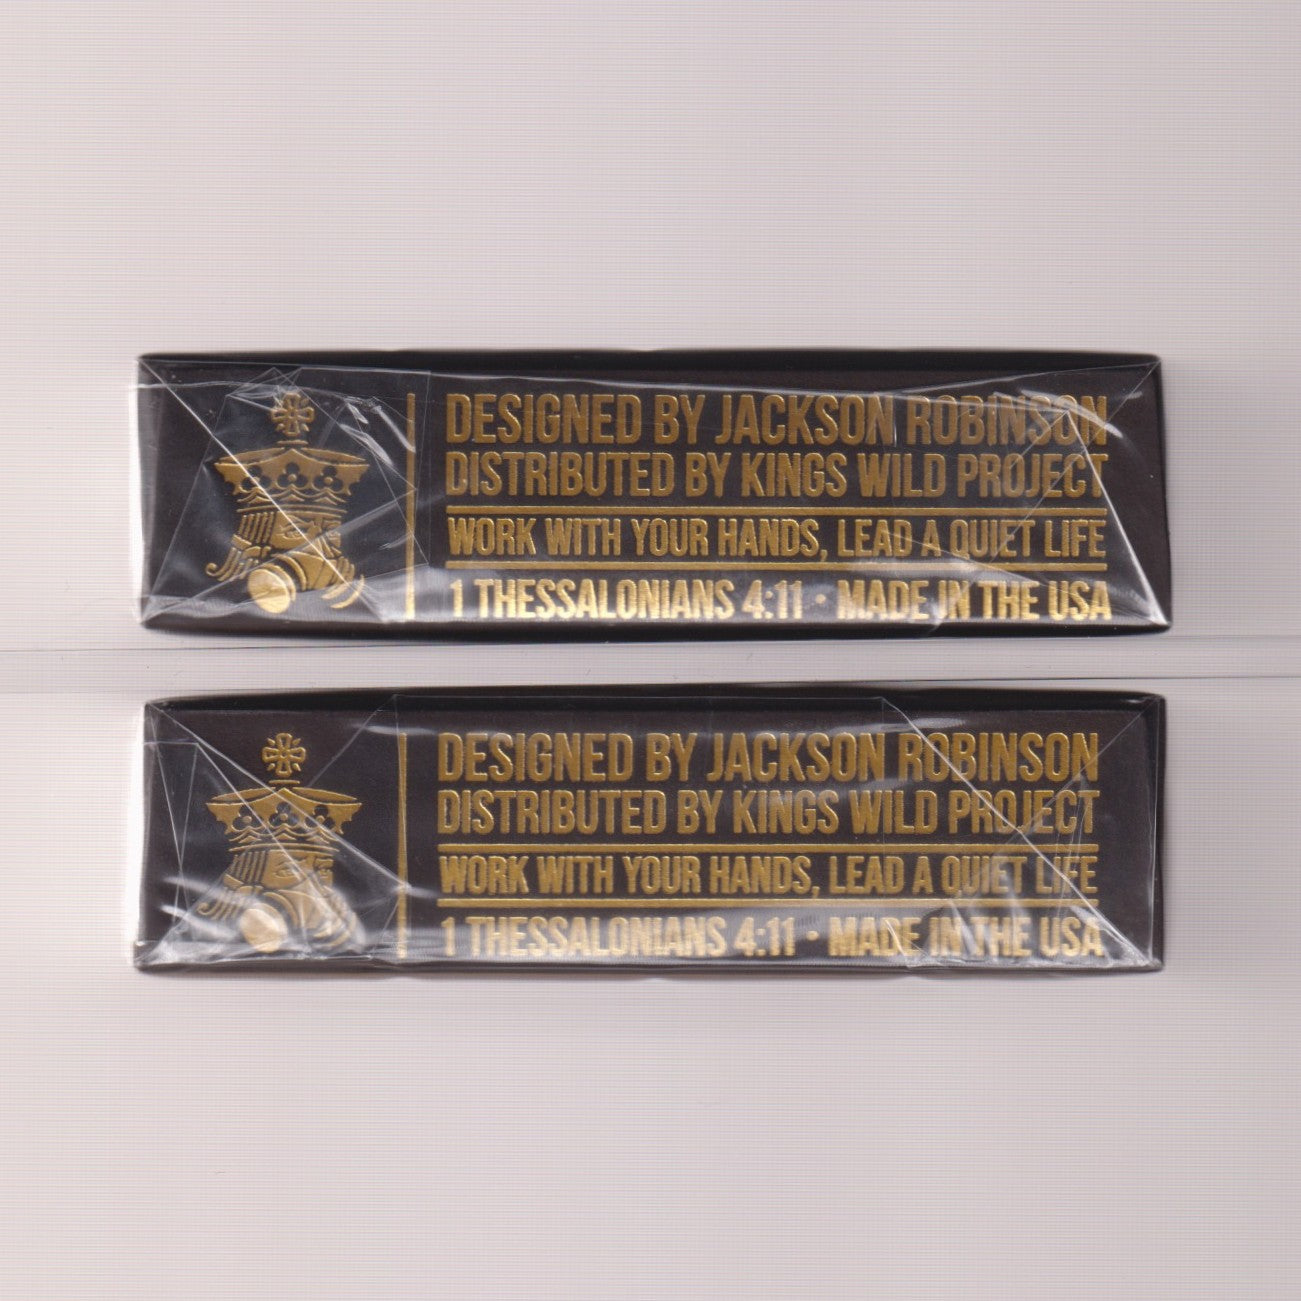 DESIGNED BY JACKSON ROBINSON
DISTRIBUTED BY KINGS WILD PROJECT
WORK WITH YOUR HANDS, LEAD A QUIET LIFE
1 THESSALONIANS 4:11 • MADE IN THE USA
DESIGNED BY JACKSON ROBINSON
DISTRIBUTED BY KINGS WILD PROJECT
WORK WITH YOUR HANDS, LEAD A QUIET LIFE
1 THESSALONIANS 4:11 • MADE IN THE USA